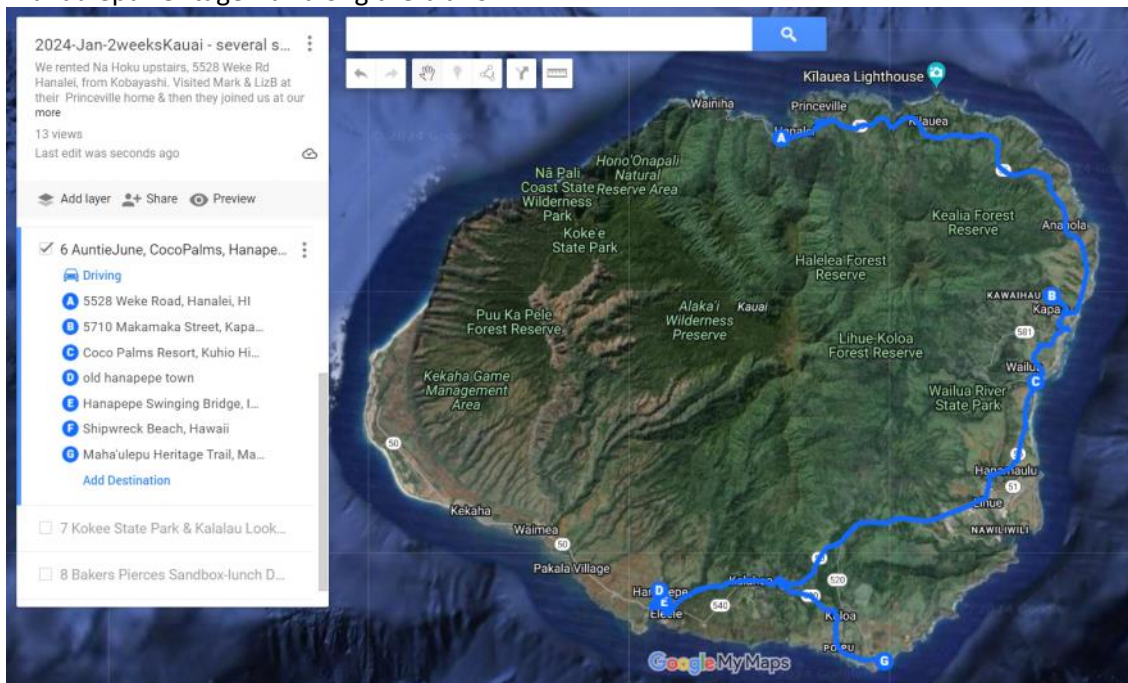 2024-Jan-2weeksKauai - several s...
We rented Na Hoku upstairs, 5528 Weke Rd
Hanalei, from Kobayashi. Visited Mark & LizB at
their Princeville home & then they joined us at our
more
13 views
Last edit was seconds ago
Add layer
Share
Preview
6 AuntieJune, CocoPalms, Hanape...
Driving
A 5528 Weke Road, Hanalei, HI
B 5710 Makamaka Street, Kapa...
C Coco Palms Resort, Kuhio Hi...
D old hanapepe town
E Hanapepe Swinging Bridge, I...
F Shipwreck Beach, Hawaii
G Maha'ulepu Heritage Trail, Ma...
Add Destination
7 Kokee State Park & Kalalau Look...
8 Bakers Pierces Sandbox-lunch D...
Kīlauea Lighthouse
Wainiha
Princeville
Hanalei
Kilauea
A
Hono'Onapali
Natural
Reserve Area
Nā Pali
Coast State
Wilderness
Park
Koke'e
State Park
Kealia Forest
Reserve
Anahola
Halelea Forest
Reserve
KAWAIHAU
B
Kapa
Puu Ka Pele
Forest Reserve
Alaka'i
Wilderness
Preserve
Kauai
581
Lihue-Koloa
Forest Reserve
Wailu
C
Kekaha Game
Management
Area
Wailua River
State Park
50
Hanamaulu
51
Lihue
NAWILIWILI
Kekaha
Waimea
50
Pakala Village
D
E
Eleele
540
Kalaheo
520
Koloa
POIPU
G
Google My Maps